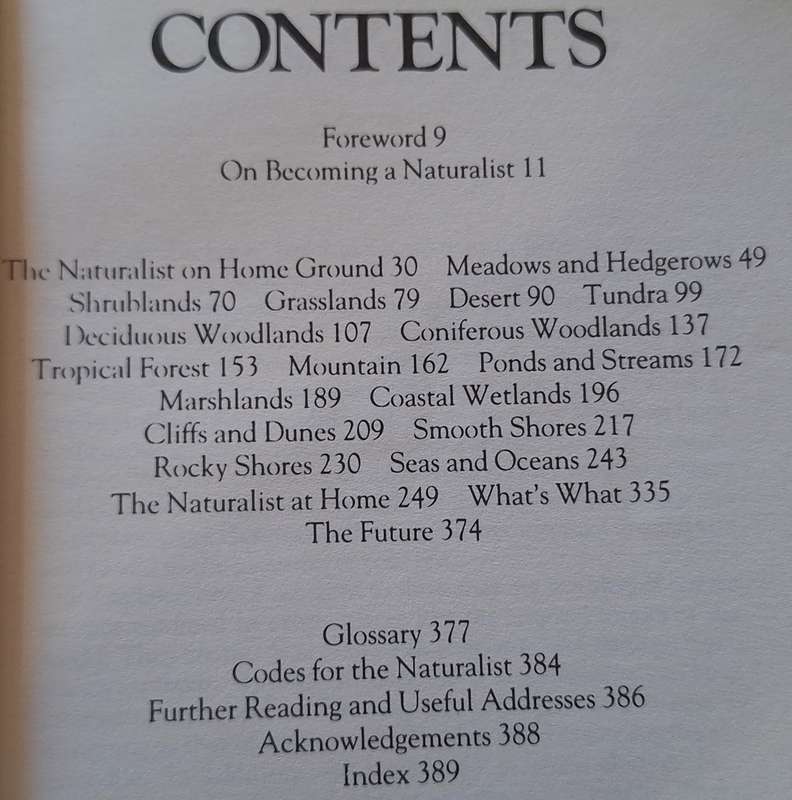 CONTENTS
Foreword 9
On Becoming a Naturalist 11
The Naturalist on Home Ground 30 Meadows and Hedgerows 49
Shrublands 70 Grasslands 79 Desert 90 Tundra 99
Deciduous Woodlands 107 Coniferous Woodlands 137
Tropical Forest 153 Mountain 162 Ponds and Streams 172
Marshlands 189 Coastal Wetlands 196
Cliffs and Dunes 209 Smooth Shores 217
Rocky Shores 230 Seas and Oceans 243
The Naturalist at Home 249 What's What 335
The Future 374
Glossary 377
Codes for the Naturalist 384
Further Reading and Useful Addresses 386
Acknowledgements 388
Index 389